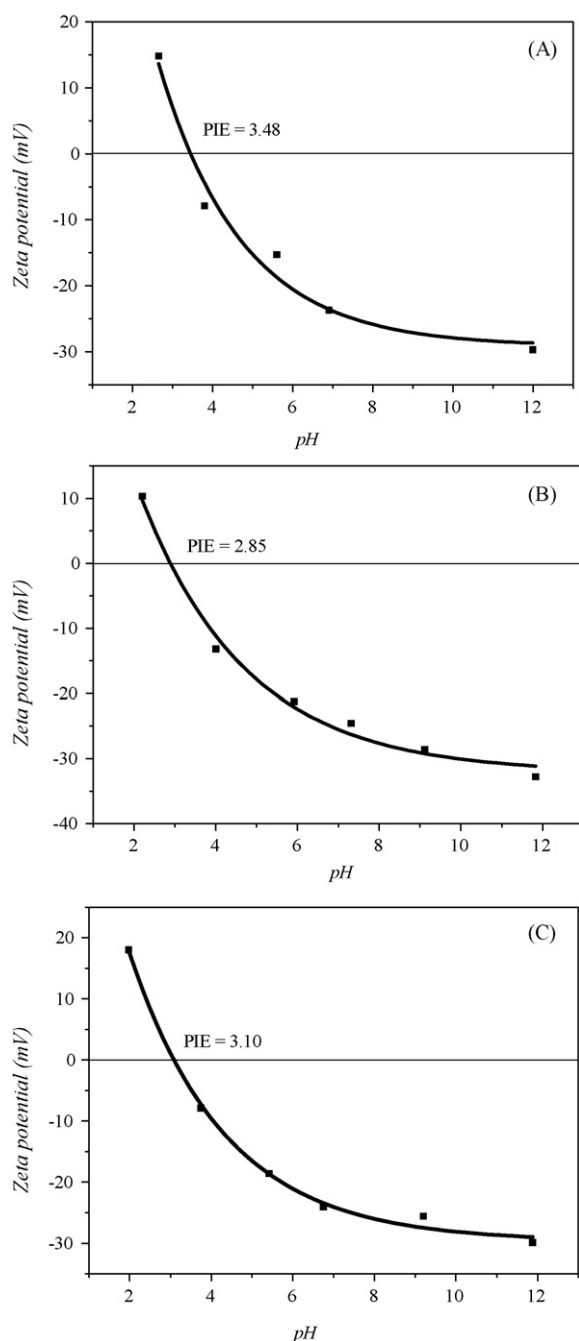 (A)
20
10
0
-10
-20
-30
Zeta potential (mV)
PIE = 3.48
2 4 6 8 10 12
pH
(B)
10
0
-10
-20
-30
-40
Zeta potential (mV)
PIE = 2.85
2 4 6 8 10 12
pH
(C)
20
10
0
-10
-20
-30
Zeta potential (mV)
PIE = 3.10
2 4 6 8 10 12
pH